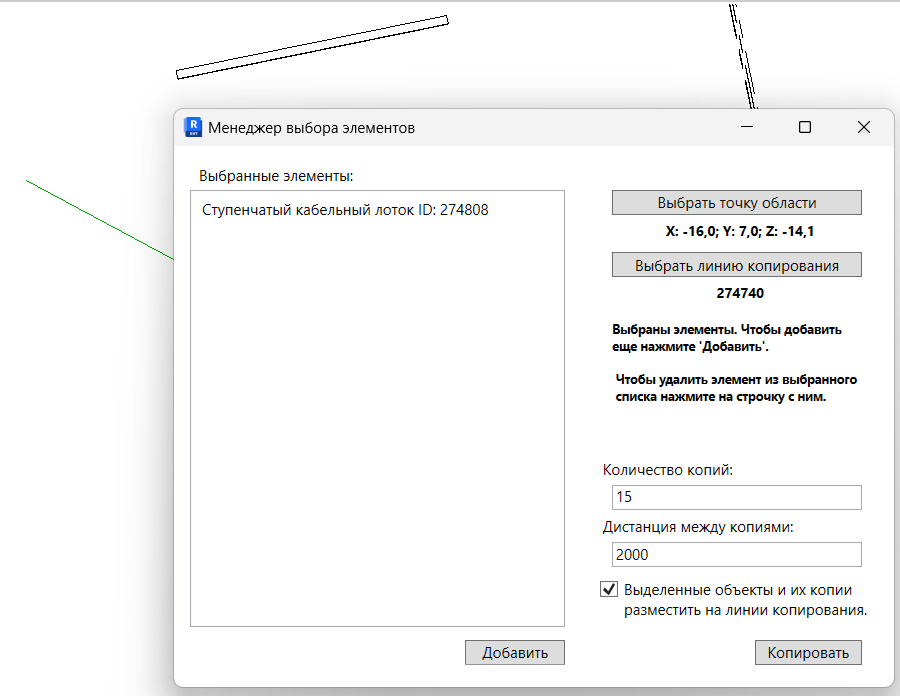 Менеджер выбора элементов
Выбранные элементы:
Ступенчатый кабельный лоток ID: 274808
Выбрать точку области
X: -16,0; Y: 7,0; Z: -14,1
Выбрать линию копирования
274740
Выбраны элементы. Чтобы добавить
еще нажмите 'Добавить'.
Чтобы удалить элемент из выбранного
списка нажмите на строчку с ним.
Количество копий:
15
Дистанция между копиями:
2000
Выделенные объекты и их копии
разместить на линии копирования.
Добавить
Копировать